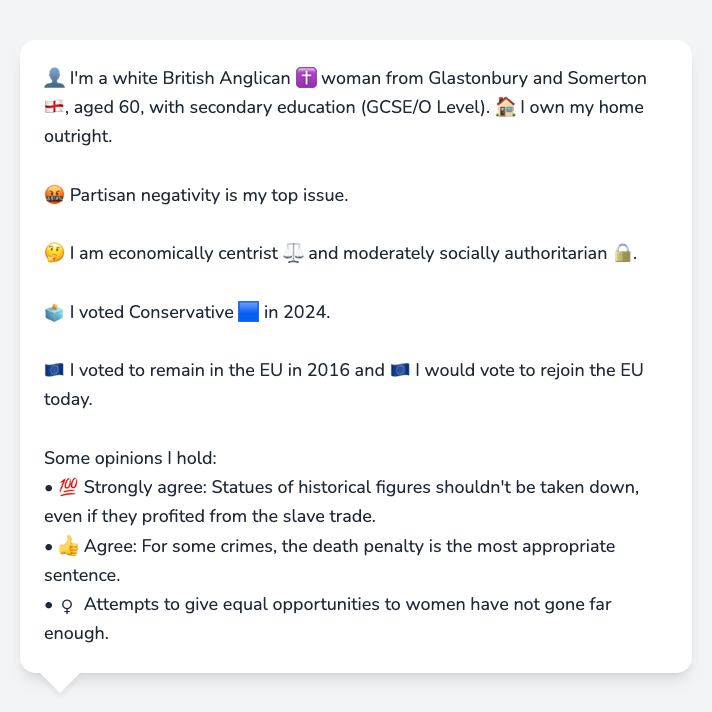 👤 I'm a white British Anglican ✝️ woman from Glastonbury and Somerton
🏴󠁧󠁢󠁥󠁮󠁧󠁿, aged 60, with secondary education (GCSE/O Level). 🏠 I own my home
outright.
🤬 Partisan negativity is my top issue.
🤔 I am economically centrist ⚖️ and moderately socially authoritarian 🔒.
🗳️ I voted Conservative 🟦 in 2024.
🇪🇺 I voted to remain in the EU in 2016 and 🇪🇺 I would vote to rejoin the EU
today.
Some opinions I hold:
• 💯 Strongly agree: Statues of historical figures shouldn't be taken down,
even if they profited from the slave trade.
• 👍 Agree: For some crimes, the death penalty is the most appropriate
sentence.
• ♀ Attempts to give equal opportunities to women have not gone far
enough.